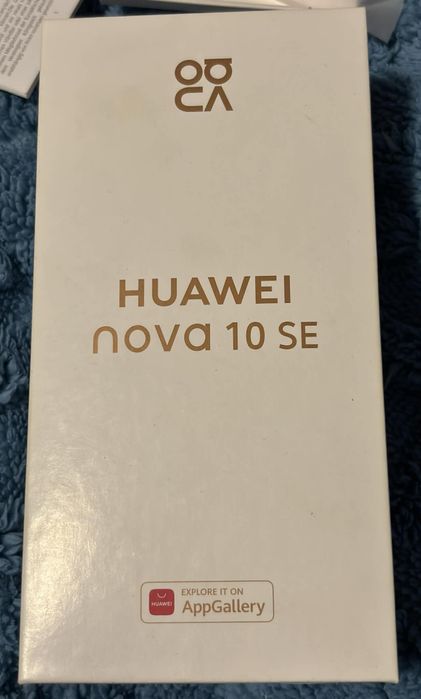 HUAWEI
nova 10 SE
HUAWEI
EXPLORE IT ON
AppGallery